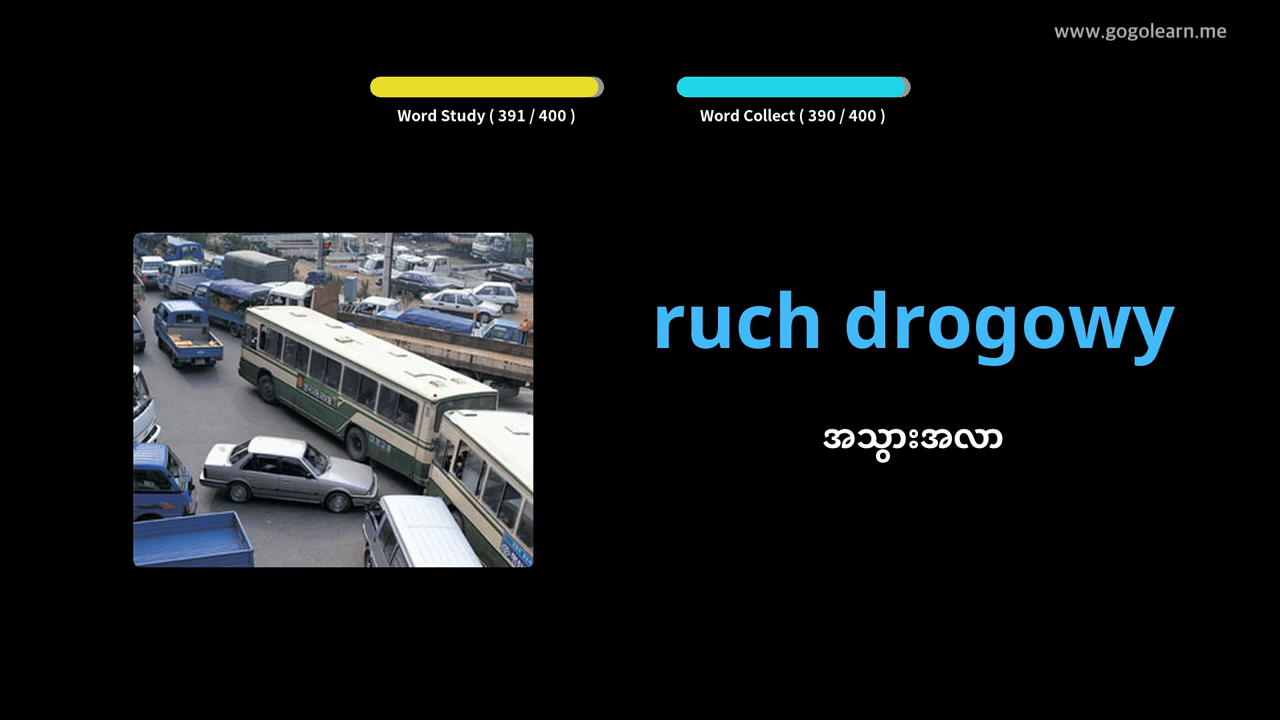 www.gogolearn.me
Word Study ( 391 / 400 )
Word Collect ( 390 / 400 )
ruch drogowy
အသွားအလာ